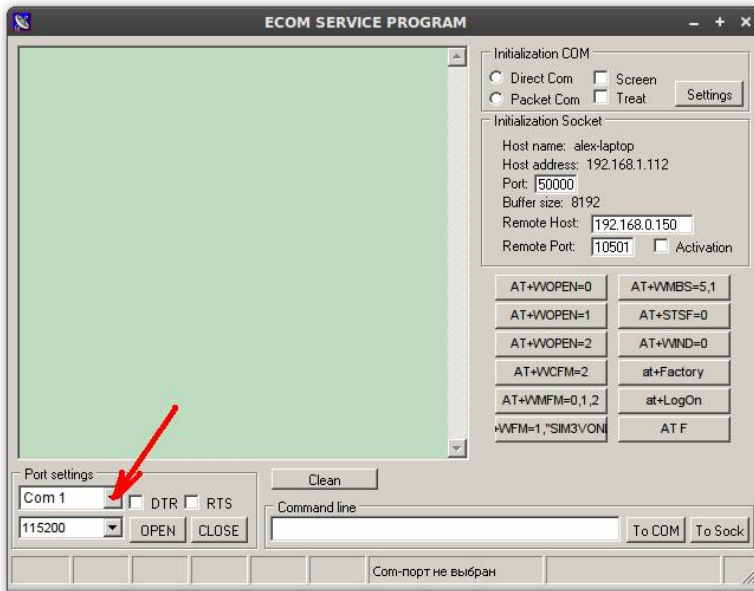 ECOM SERVICE PROGRAM
Initialization COM
Direct Com Screen
Packet Com Treat Settings
Initialization Socket
Host name: alex-laptop
Host address: 192.168.1.112
Port: 50000
Buffer size: 8192
Remote Host: 192.168.0.150
Remote Port: 10501 Activation
AT+WOPEN=0 AT+WMBS=5,1
AT+WOPEN=1 AT+STSF=0
AT+WOPEN=2 AT+WIND=0
AT+WCFM=2 at+Factory
AT+WMFM=0,1,2 at+LogOn
+WFM=1,"SIM3VONI AT F
Port settings
Com 1 DTR RTS
115200 OPEN CLOSE
Clean
Command line
To COM To Sock
Com-порт не выбран